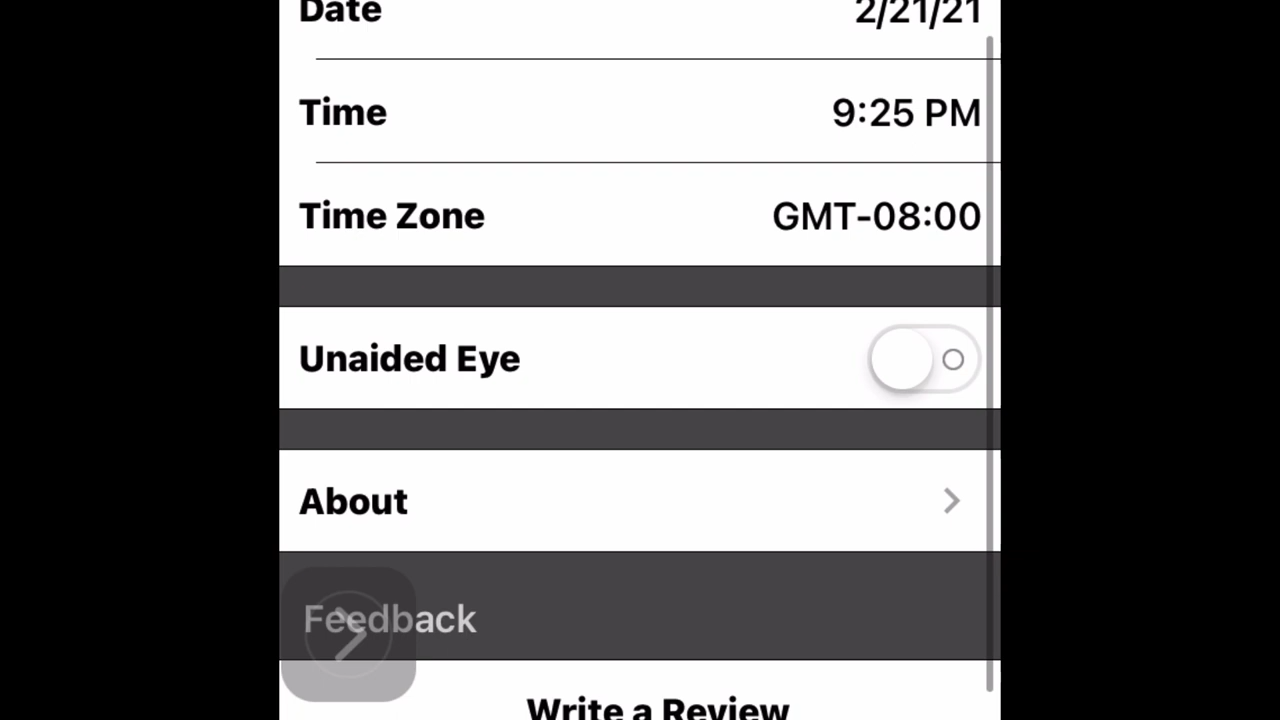 Date 2/21/21
Time 9:25 PM
Time Zone GMT-08:00
Unaided Eye
About
Feedback
Write a Review